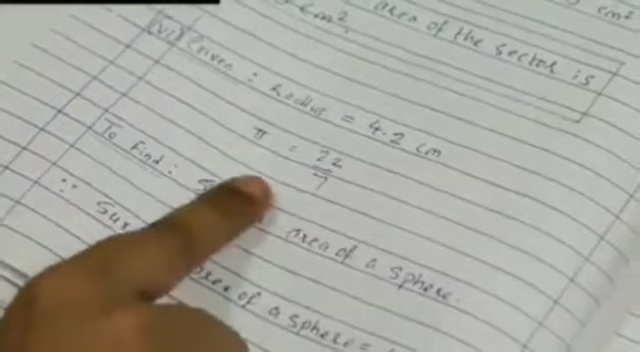 cm²
cm².
area of the sector is
(vi) Given : Radius = 4.2 cm
π = 22/7
To find : area of a sphere.
∵ Sur area of a sphere =